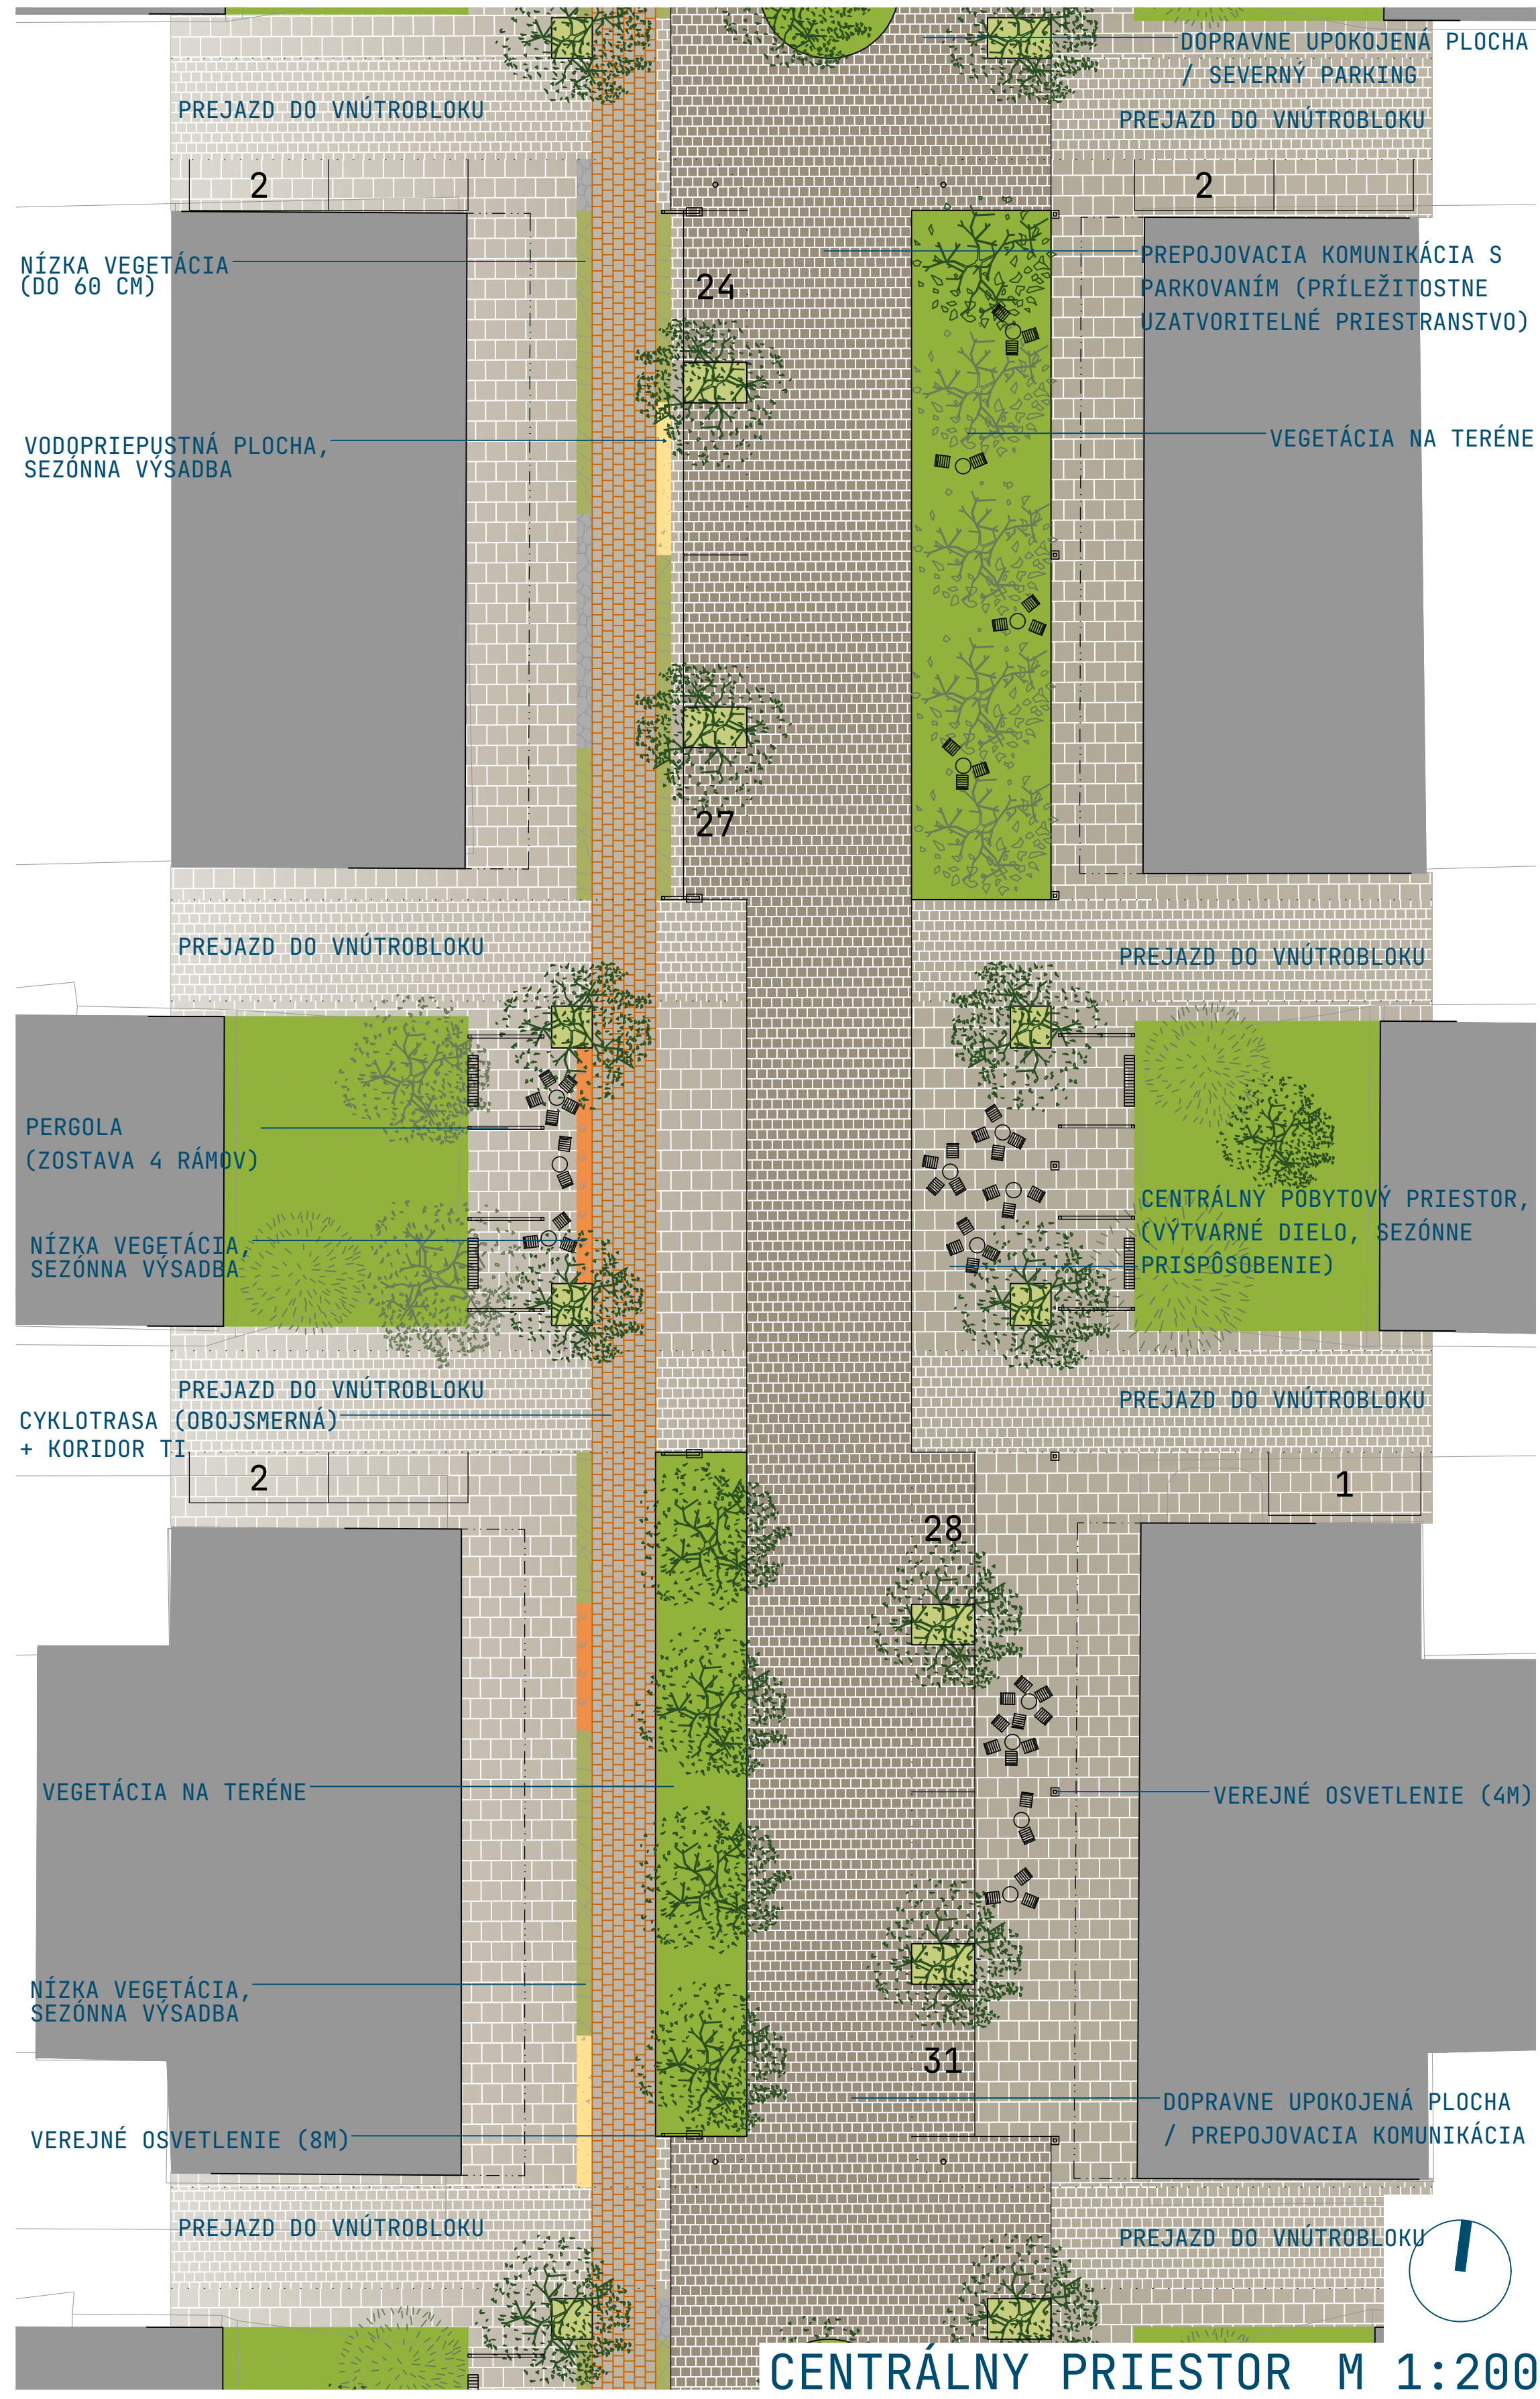 DOPRAVNE UPOKOJENÁ PLOCHA
/ SEVERNÝ PARKING
PREJAZD DO VNÚTROBLOKU
PREJAZD DO VNÚTROBLOKU
2
2
NÍZKA VEGETÁCIA
(DO 60 CM)
PREPOJOVACIA KOMUNIKÁCIA S
PARKOVANÍM (PRÍLEŽITOSTNE
UZATVORITELNÉ PRIESTRANSTVO)
24
VODOPRIEPUSTNÁ PLOCHA,
SEZÓNNA VÝSADBA
VEGETÁCIA NA TERÉNE
27
PREJAZD DO VNÚTROBLOKU
PREJAZD DO VNÚTROBLOKU
PERGOLA
(ZOSTAVA 4 RÁMOV)
CENTRÁLNY POBYTOVÝ PRIESTOR,
(VÝTVARNÉ DIELO, SEZÓNNE
PRISPÔSOBENIE)
NÍZKA VEGETÁCIA,
SEZÓNNA VÝSADBA
PREJAZD DO VNÚTROBLOKU
PREJAZD DO VNÚTROBLOKU
CYKLOTRASA (OBOJSMERNÁ)
+ KORIDOR TI
2
1
28
VEGETÁCIA NA TERÉNE
VEREJNÉ OSVETLENIE (4M)
NÍZKA VEGETÁCIA,
SEZÓNNA VÝSADBA
31
DOPRAVNE UPOKOJENÁ PLOCHA
/ PREPOJOVACIA KOMUNIKÁCIA
VEREJNÉ OSVETLENIE (8M)
PREJAZD DO VNÚTROBLOKU
PREJAZD DO VNÚTROBLOKU
CENTRÁLNY PRIESTOR M 1:200